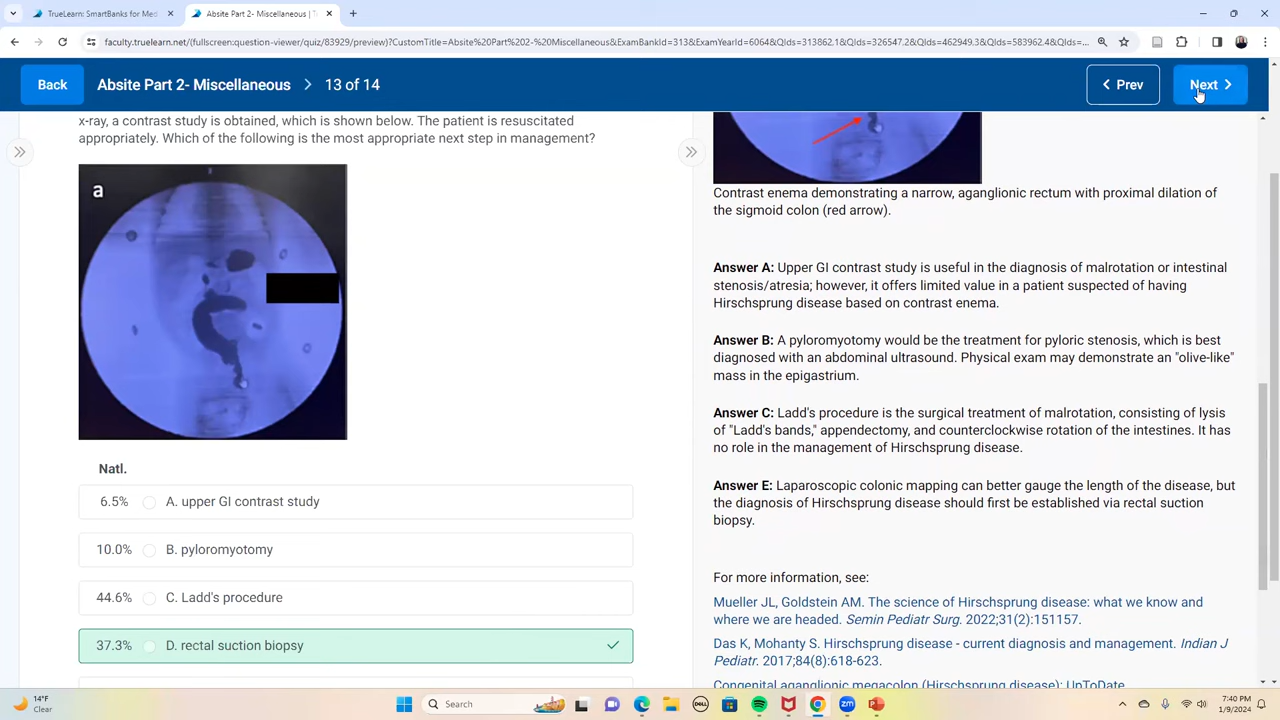 TrueLearn: SmartBanks for Med
Absite Part 2- Miscellaneous | T
faculty.truelearn.net/(fullscreen:question-viewer/quiz/83929/preview)?CustomTitle=Absite%20Part%202-%20Miscellaneous&ExamBankId=313&ExamYearId=6064&QIds=313862.1&QIds=326547.2&QIds=462949.3&QIds=583962.4&QIds=...
Back
Absite Part 2- Miscellaneous > 13 of 14
Prev
Next
x-ray, a contrast study is obtained, which is shown below. The patient is resuscitated
appropriately. Which of the following is the most appropriate next step in management?
a
Natl.
6.5% A. upper GI contrast study
10.0% B. pyloromyotomy
44.6% C. Ladd's procedure
37.3% D. rectal suction biopsy
Contrast enema demonstrating a narrow, aganglionic rectum with proximal dilation of
the sigmoid colon (red arrow).
Answer A: Upper GI contrast study is useful in the diagnosis of malrotation or intestinal
stenosis/atresia; however, it offers limited value in a patient suspected of having
Hirschsprung disease based on contrast enema.
Answer B: A pyloromyotomy would be the treatment for pyloric stenosis, which is best
diagnosed with an abdominal ultrasound. Physical exam may demonstrate an "olive-like"
mass in the epigastrium.
Answer C: Ladd's procedure is the surgical treatment of malrotation, consisting of lysis
of "Ladd's bands," appendectomy, and counterclockwise rotation of the intestines. It has
no role in the management of Hirschsprung disease.
Answer E: Laparoscopic colonic mapping can better gauge the length of the disease, but
the diagnosis of Hirschsprung disease should first be established via rectal suction
biopsy.
For more information, see:
Mueller JL, Goldstein AM. The science of Hirschsprung disease: what we know and
where we are headed. Semin Pediatr Surg. 2022;31(2):151157.
Das K, Mohanty S. Hirschsprung disease - current diagnosis and management. Indian J
Pediatr. 2017;84(8):618-623.
Congenital aganglionic megacolon (Hirschsprung disease): UpToDate
14°F
Clear
Search
DELL
zm
7:40 PM
1/9/2024